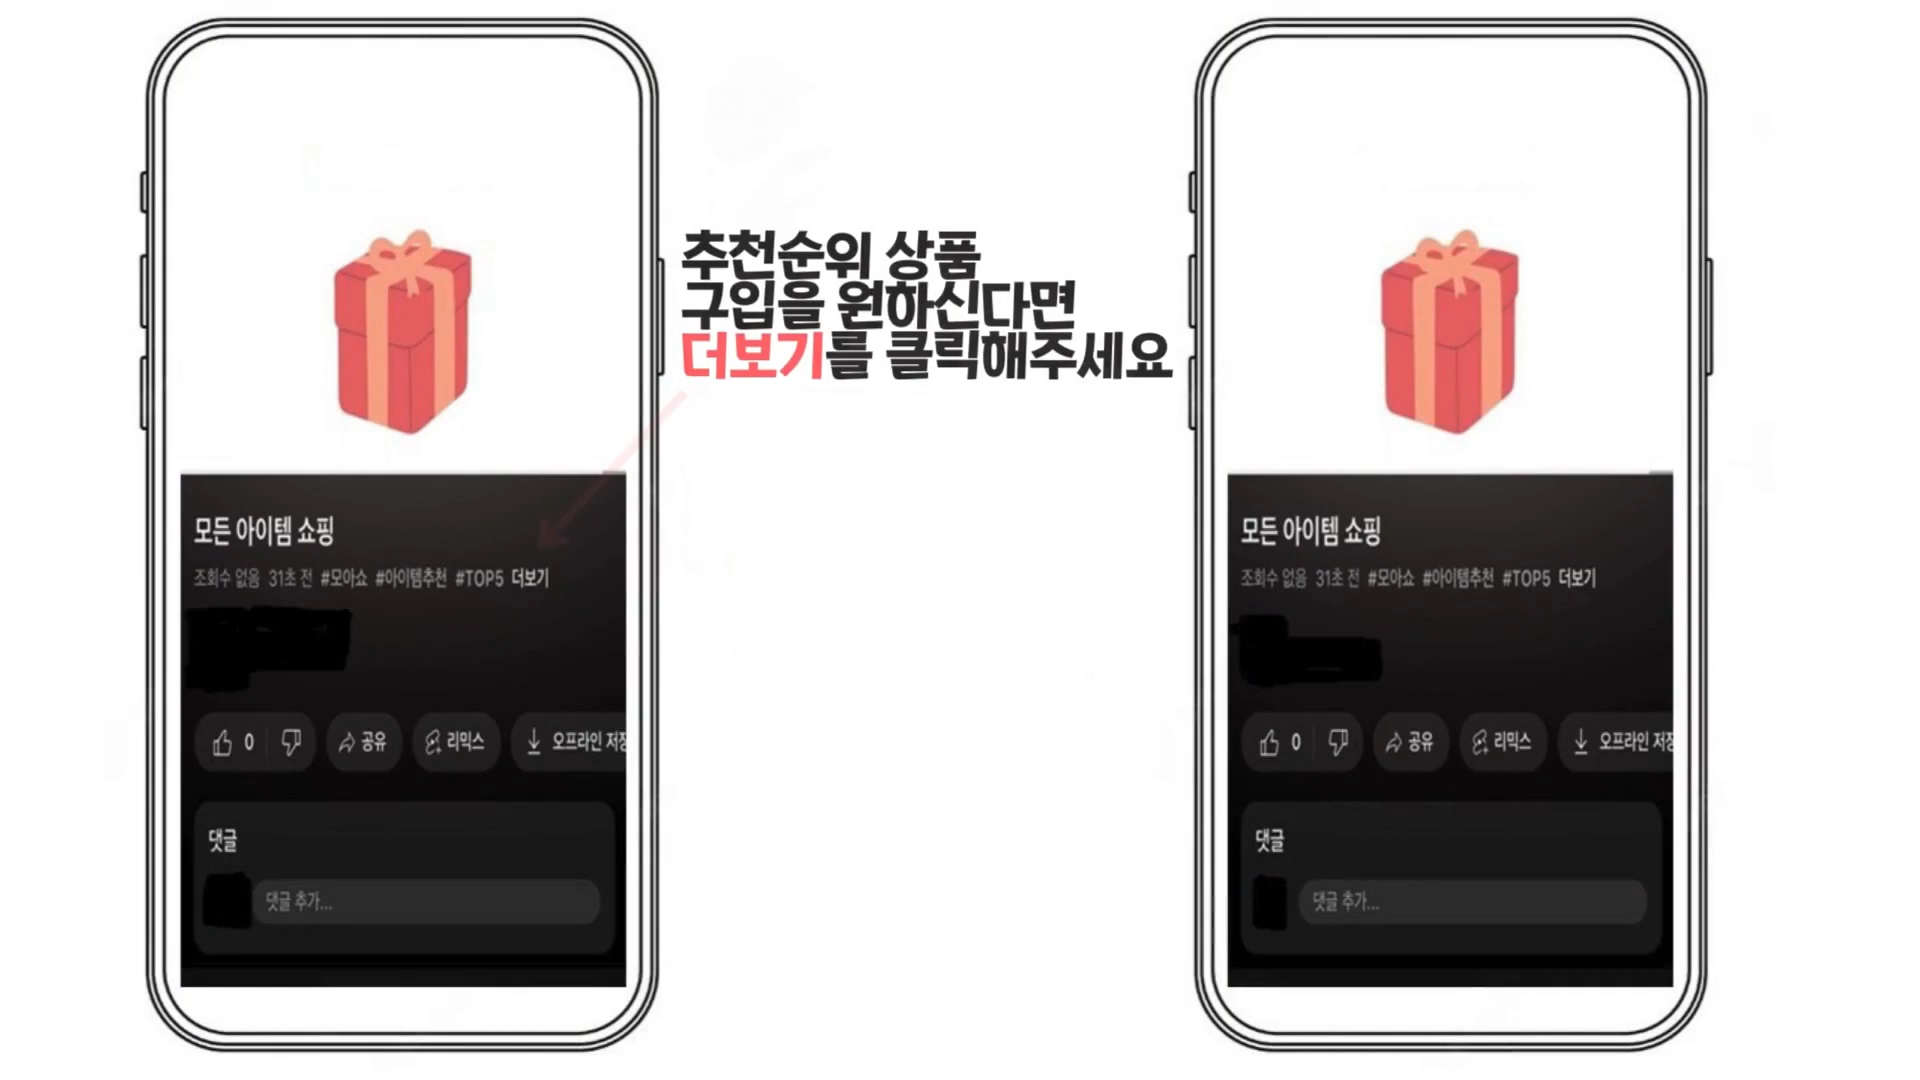 추천순위 상품
구입을 원하신다면
더보기를 클릭해주세요
모든 아이템 쇼핑
조회수 없음 31초 전 #모아쇼 #아이템추천 #TOP5 더보기
0 공유 리믹스 오프라인 저장
댓글
댓글 추가...
모든 아이템 쇼핑
조회수 없음 31초 전 #모아쇼 #아이템추천 #TOP5 더보기
0 공유 리믹스 오프라인 저장
댓글
댓글 추가...